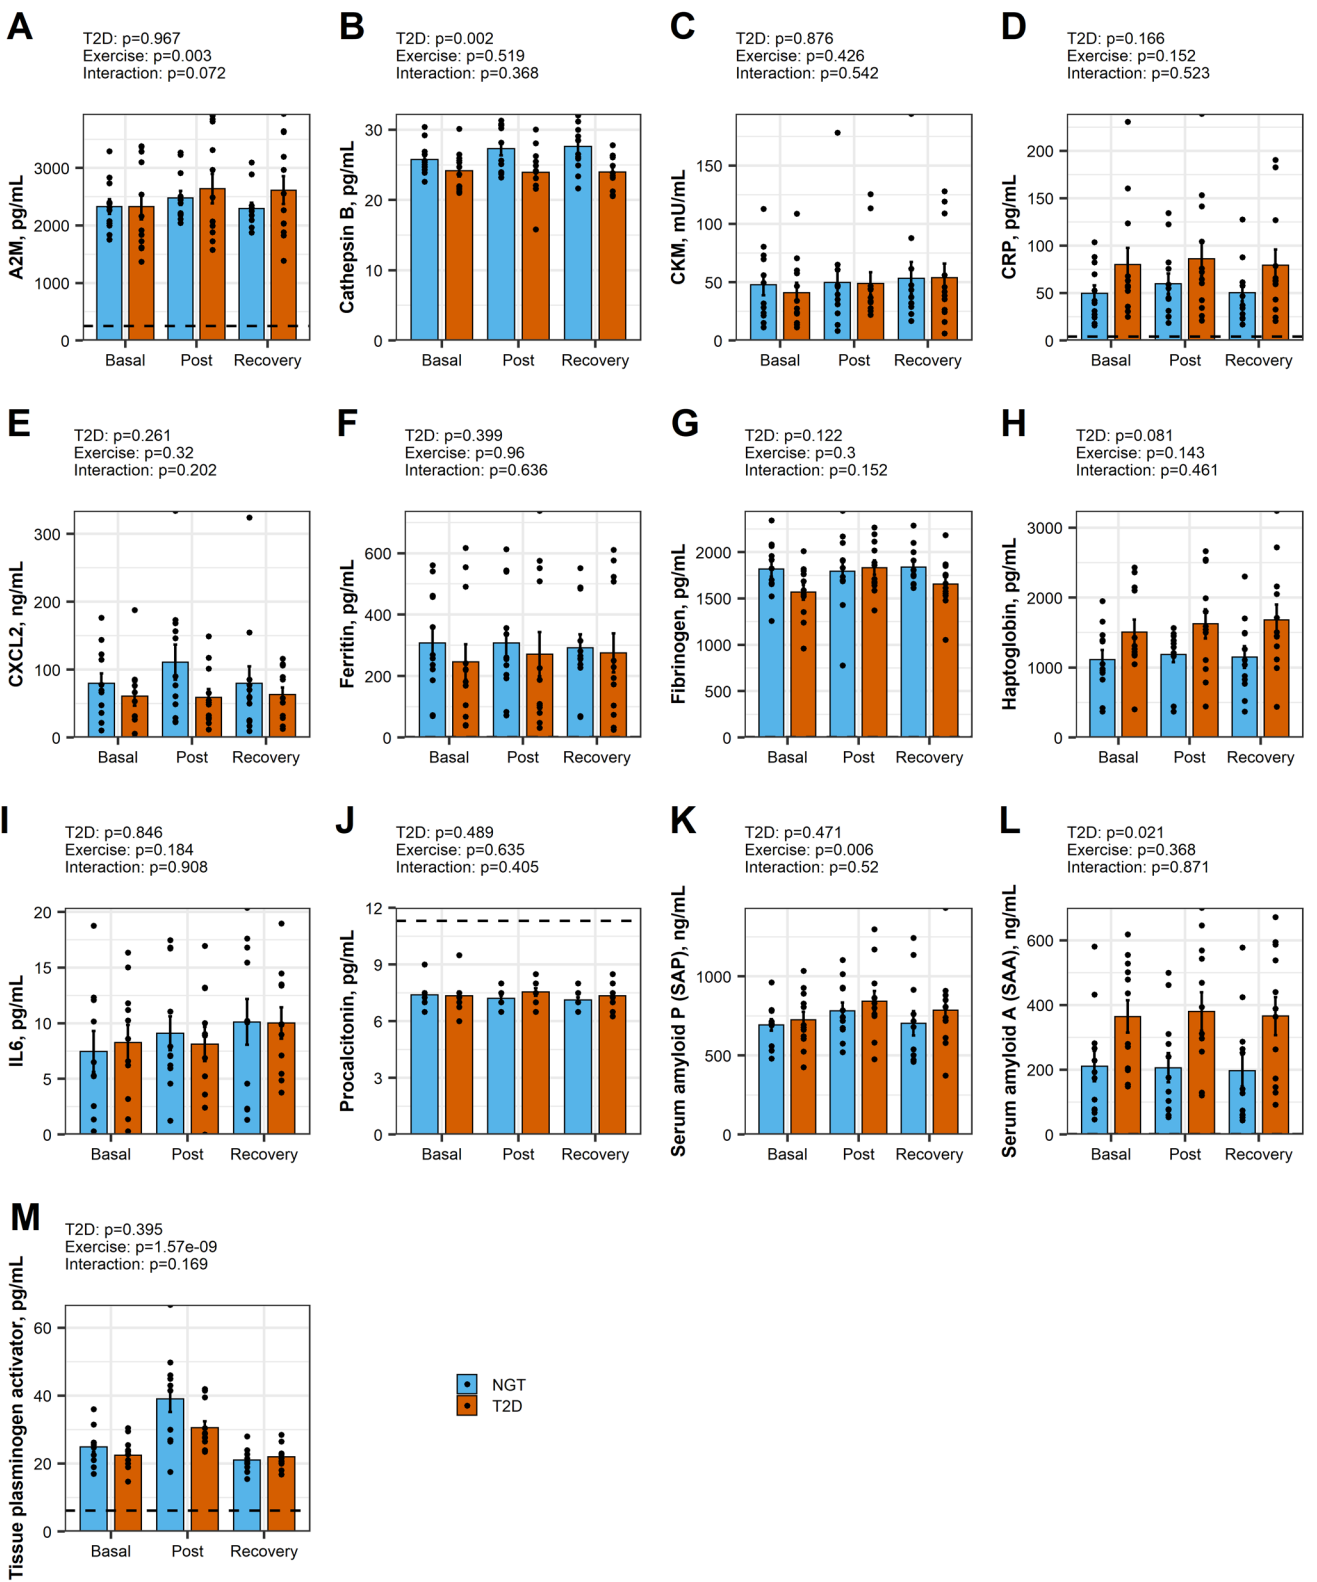 A
T2D: p=0.967
Exercise: p=0.003
Interaction: p=0.072
A2M, pg/mL
3000
2000
1000
0
Basal Post Recovery
B
T2D: p=0.002
Exercise: p=0.519
Interaction: p=0.368
Cathepsin B, pg/mL
30
20
10
0
Basal Post Recovery
C
T2D: p=0.876
Exercise: p=0.426
Interaction: p=0.542
CKM, mU/mL
150
100
50
0
Basal Post Recovery
D
T2D: p=0.166
Exercise: p=0.152
Interaction: p=0.523
CRP, pg/mL
200
150
100
50
0
Basal Post Recovery
E
T2D: p=0.261
Exercise: p=0.32
Interaction: p=0.202
CXCL2, ng/mL
300
200
100
0
Basal Post Recovery
F
T2D: p=0.399
Exercise: p=0.96
Interaction: p=0.636
Ferritin, pg/mL
600
400
200
0
Basal Post Recovery
G
T2D: p=0.122
Exercise: p=0.3
Interaction: p=0.152
Fibrinogen, pg/mL
2000
1500
1000
500
0
Basal Post Recovery
H
T2D: p=0.081
Exercise: p=0.143
Interaction: p=0.461
Haptoglobin, pg/mL
3000
2000
1000
0
Basal Post Recovery
I
T2D: p=0.846
Exercise: p=0.184
Interaction: p=0.908
IL6, pg/mL
20
15
10
5
0
Basal Post Recovery
J
T2D: p=0.489
Exercise: p=0.635
Interaction: p=0.405
Procalcitonin, pg/mL
12
9
6
3
0
Basal Post Recovery
K
T2D: p=0.471
Exercise: p=0.006
Interaction: p=0.52
Serum amyloid P (SAP), ng/mL
1000
500
0
Basal Post Recovery
L
T2D: p=0.021
Exercise: p=0.368
Interaction: p=0.871
Serum amyloid A (SAA), ng/mL
600
400
200
0
Basal Post Recovery
M
T2D: p=0.395
Exercise: p=1.57e-09
Interaction: p=0.169
Tissue plasminogen activator, pg/mL
60
40
20
0
Basal Post Recovery
NGT
T2D